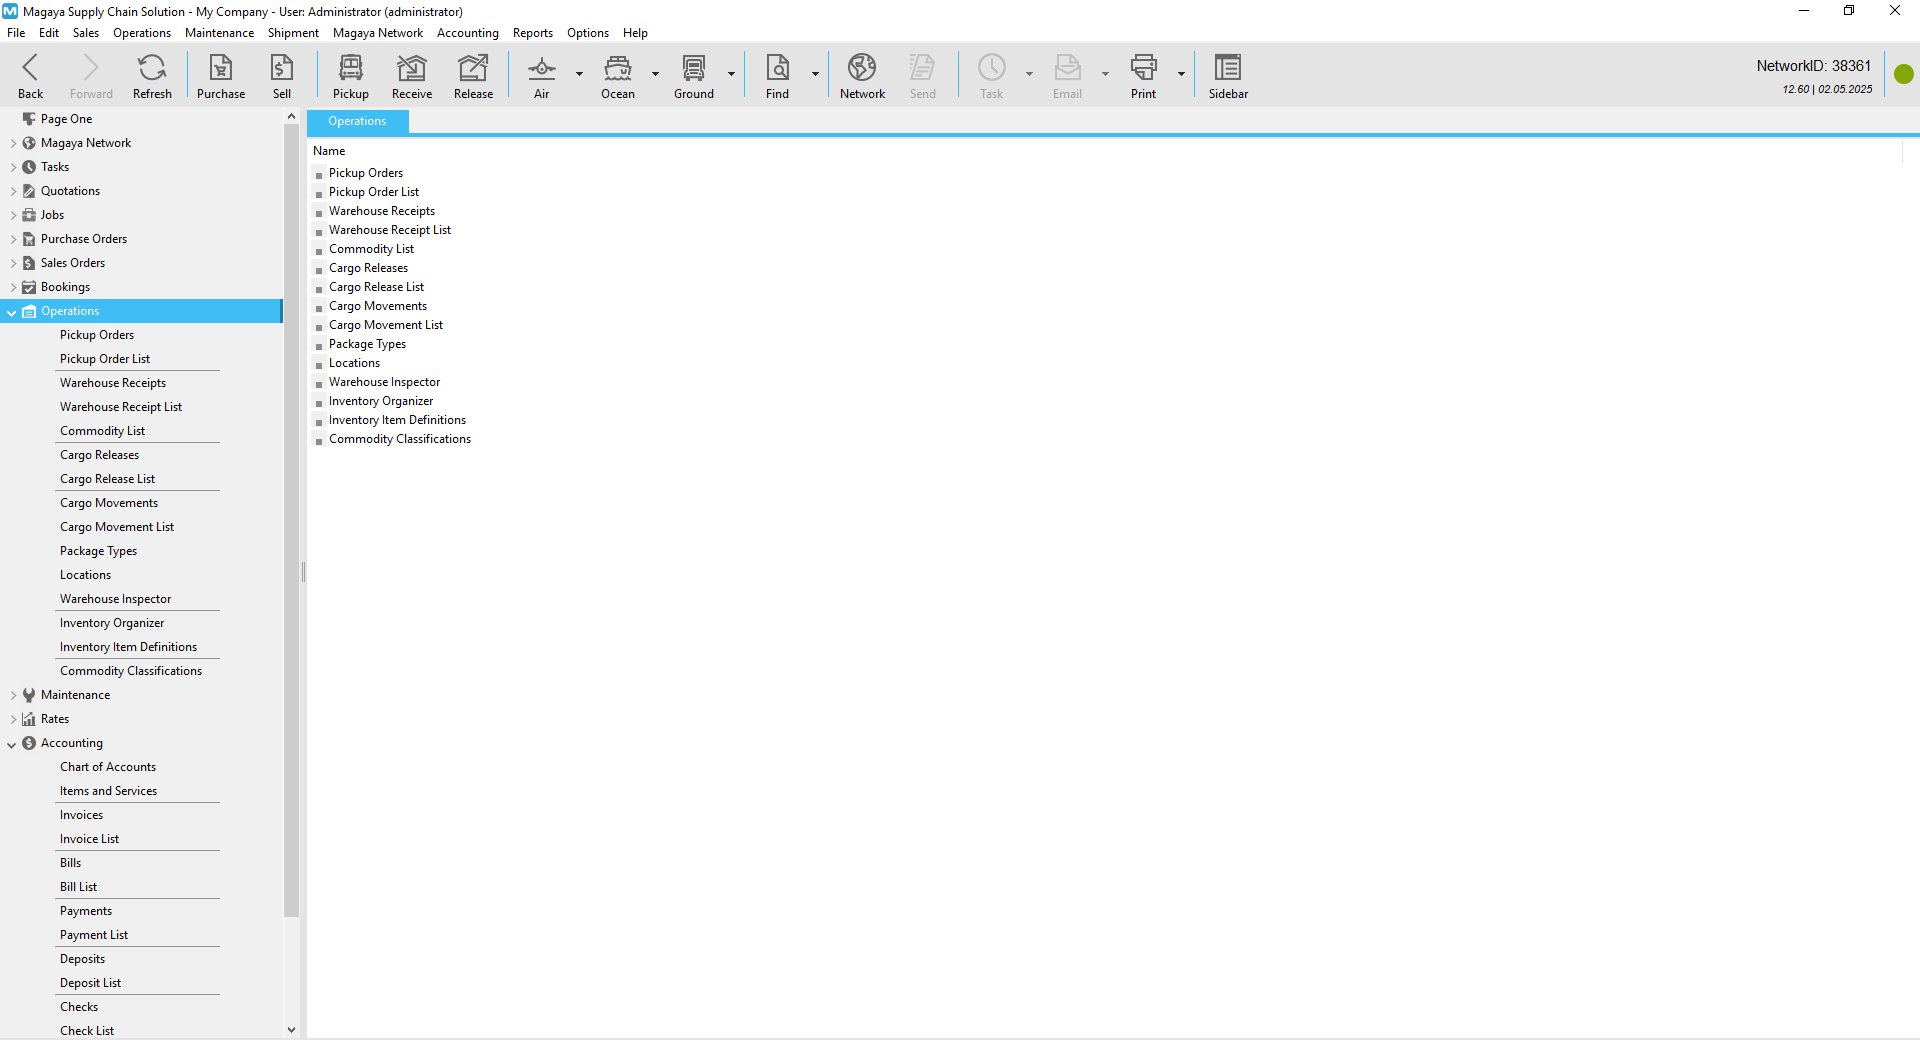 Magaya Supply Chain Solution - My Company - User: Administrator (administrator)
File Edit Sales Operations Maintenance Shipment Magaya Network Accounting Reports Options Help
Back Forward Refresh Purchase Sell Pickup Receive Release Air Ocean Ground Find Network Send Task Email Print Sidebar
NetworkID: 38361
12.60 | 02.05.2025
Page One
Magaya Network
Tasks
Quotations
Jobs
Purchase Orders
Sales Orders
Bookings
Operations
Pickup Orders
Pickup Order List
Warehouse Receipts
Warehouse Receipt List
Commodity List
Cargo Releases
Cargo Release List
Cargo Movements
Cargo Movement List
Package Types
Locations
Warehouse Inspector
Inventory Organizer
Inventory Item Definitions
Commodity Classifications
Maintenance
Rates
Accounting
Chart of Accounts
Items and Services
Invoices
Invoice List
Bills
Bill List
Payments
Payment List
Deposits
Deposit List
Checks
Check List
Operations
Name
Pickup Orders
Pickup Order List
Warehouse Receipts
Warehouse Receipt List
Commodity List
Cargo Releases
Cargo Release List
Cargo Movements
Cargo Movement List
Package Types
Locations
Warehouse Inspector
Inventory Organizer
Inventory Item Definitions
Commodity Classifications